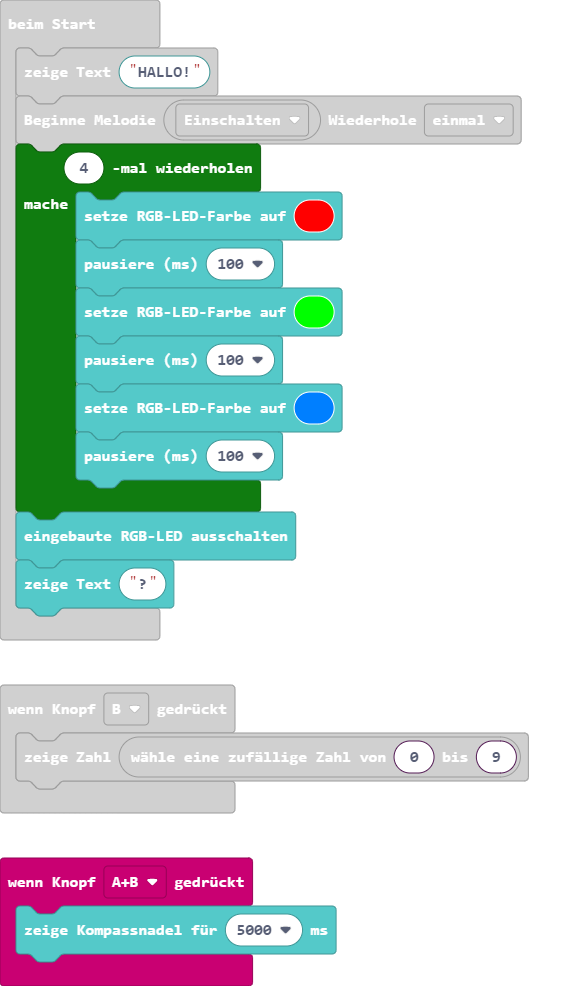 beim Start
zeige Text "HALLO!"
Beginne Melodie Einschalten Wiederhole einmal
4 -mal wiederholen
mache
setze RGB-LED-Farbe auf
pausiere (ms) 100
setze RGB-LED-Farbe auf
pausiere (ms) 100
setze RGB-LED-Farbe auf
pausiere (ms) 100
eingebaute RGB-LED ausschalten
zeige Text "?"
wenn Knopf B gedrückt
zeige Zahl wähle eine zufällige Zahl von 0 bis 9
wenn Knopf A+B gedrückt
zeige Kompassnadel für 5000 ms